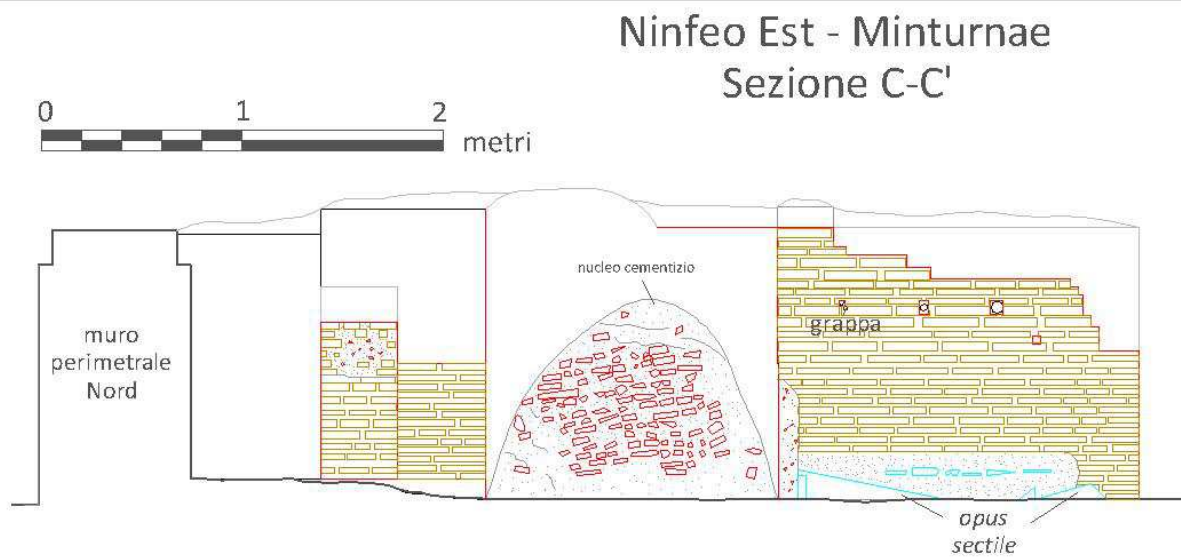 Ninfeo Est - Minturnae
Sezione C-C'
0 1 2
metri
nucleo cementizio
grappa
muro
perimetrale
Nord
opus
sectile